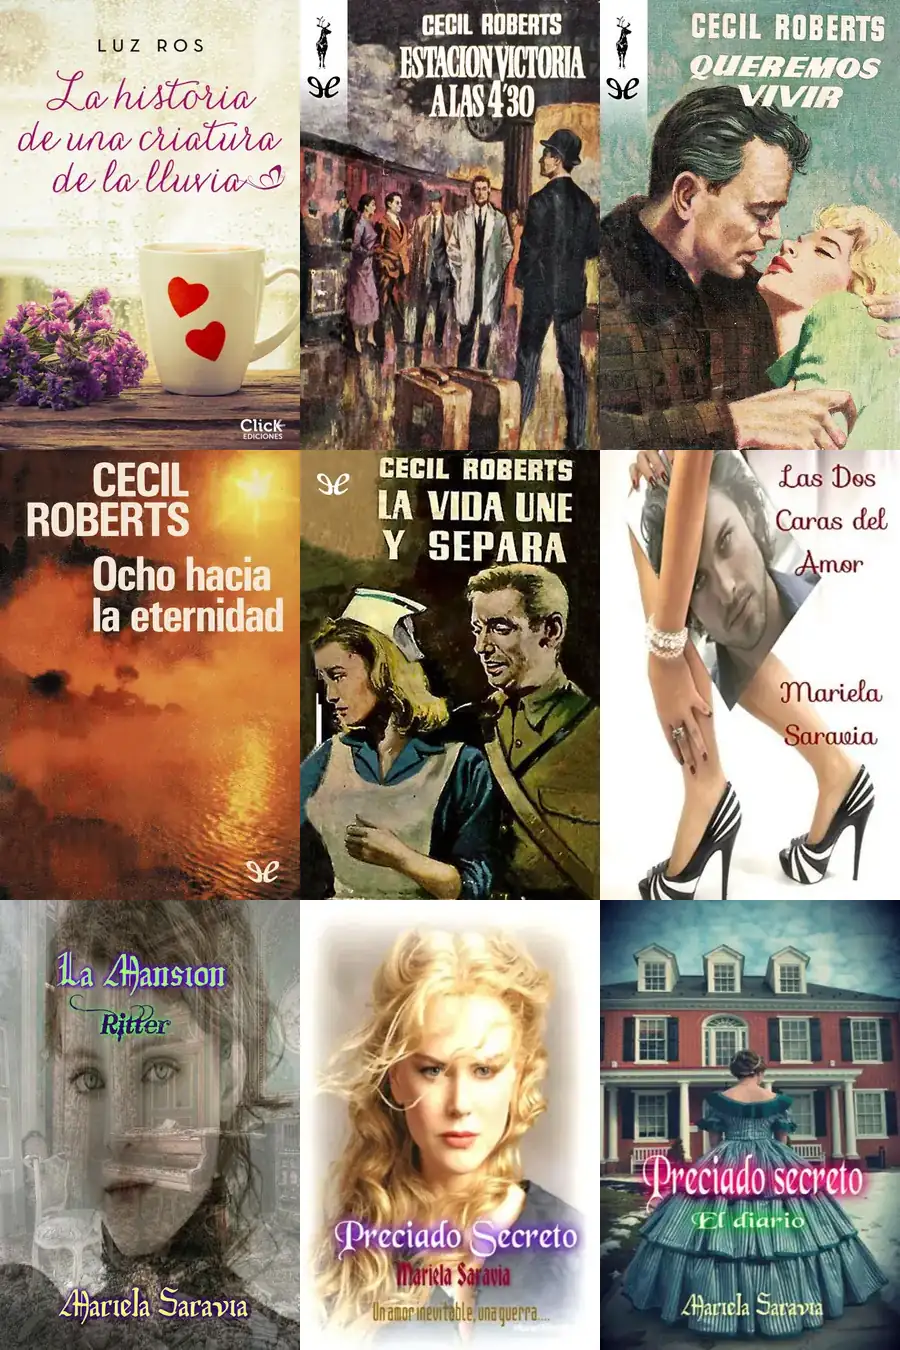 LUZ ROS
La historia
de una criatura
de la lluvia
Click
EDICIONES
CECIL ROBERTS
ESTACION VICTORIA
A LAS 4'30
CECIL ROBERTS
QUEREMOS
VIVIR
CECIL
ROBERTS
Ocho hacia
la eternidad
CECIL ROBERTS
LA VIDA UNE
Y SEPARA
Las Dos
Caras del
Amor
Mariela
Saravia
La Mansion
Ritter
Mariela Saravia
Preciado Secreto
Mariela Saravia
Un amor inevitable, una guerra....
Preciado secreto
El diario
Mariela Saravia